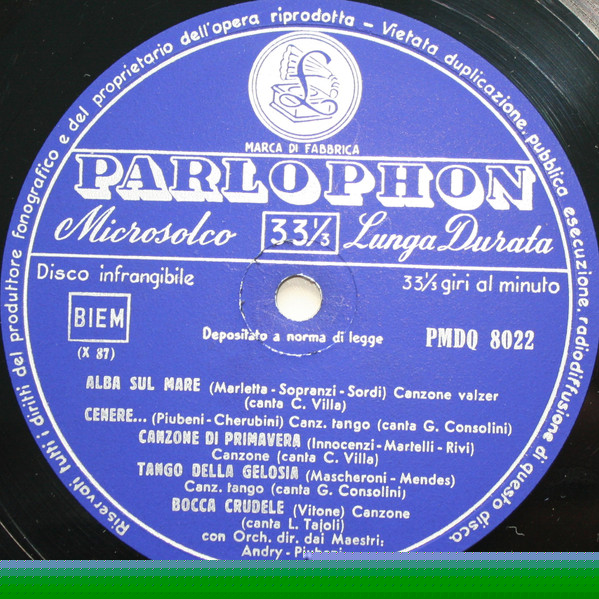 Riservati tutti i diritti del produttore fonografico e del proprietario dell'opera riprodotta – Vietata duplicazione, pubblica esecuzione, radiodiffusione di questo disco.
£
MARCA DI FABBRICA
PARLOPHON
Microsolco 33⅓ Lunga Durata
Disco infrangibile 33⅓ giri al minuto
BIEM
(X 87)
Depositato a norma di legge PMDQ 8022
ALBA SUL MARE (Marletta-Sopranzi-Sordi) Canzone valzer
(canta C. Villa)
CENERE... (Piubeni-Cherubini) Canz. tango (canta G. Consolini)
CANZONE DI PRIMAVERA (Innocenzi-Martelli-Rivi)
Canzone (canta C. Villa)
TANGO DELLA GELOSIA (Mascheroni-Mendes)
Canz. tango (canta G. Consolini)
BOCCA CRUDELE (Vitone) Canzone
(canta L. Tajoli)
con Orch. dir. dai Maestri:
Andry-Piubeni